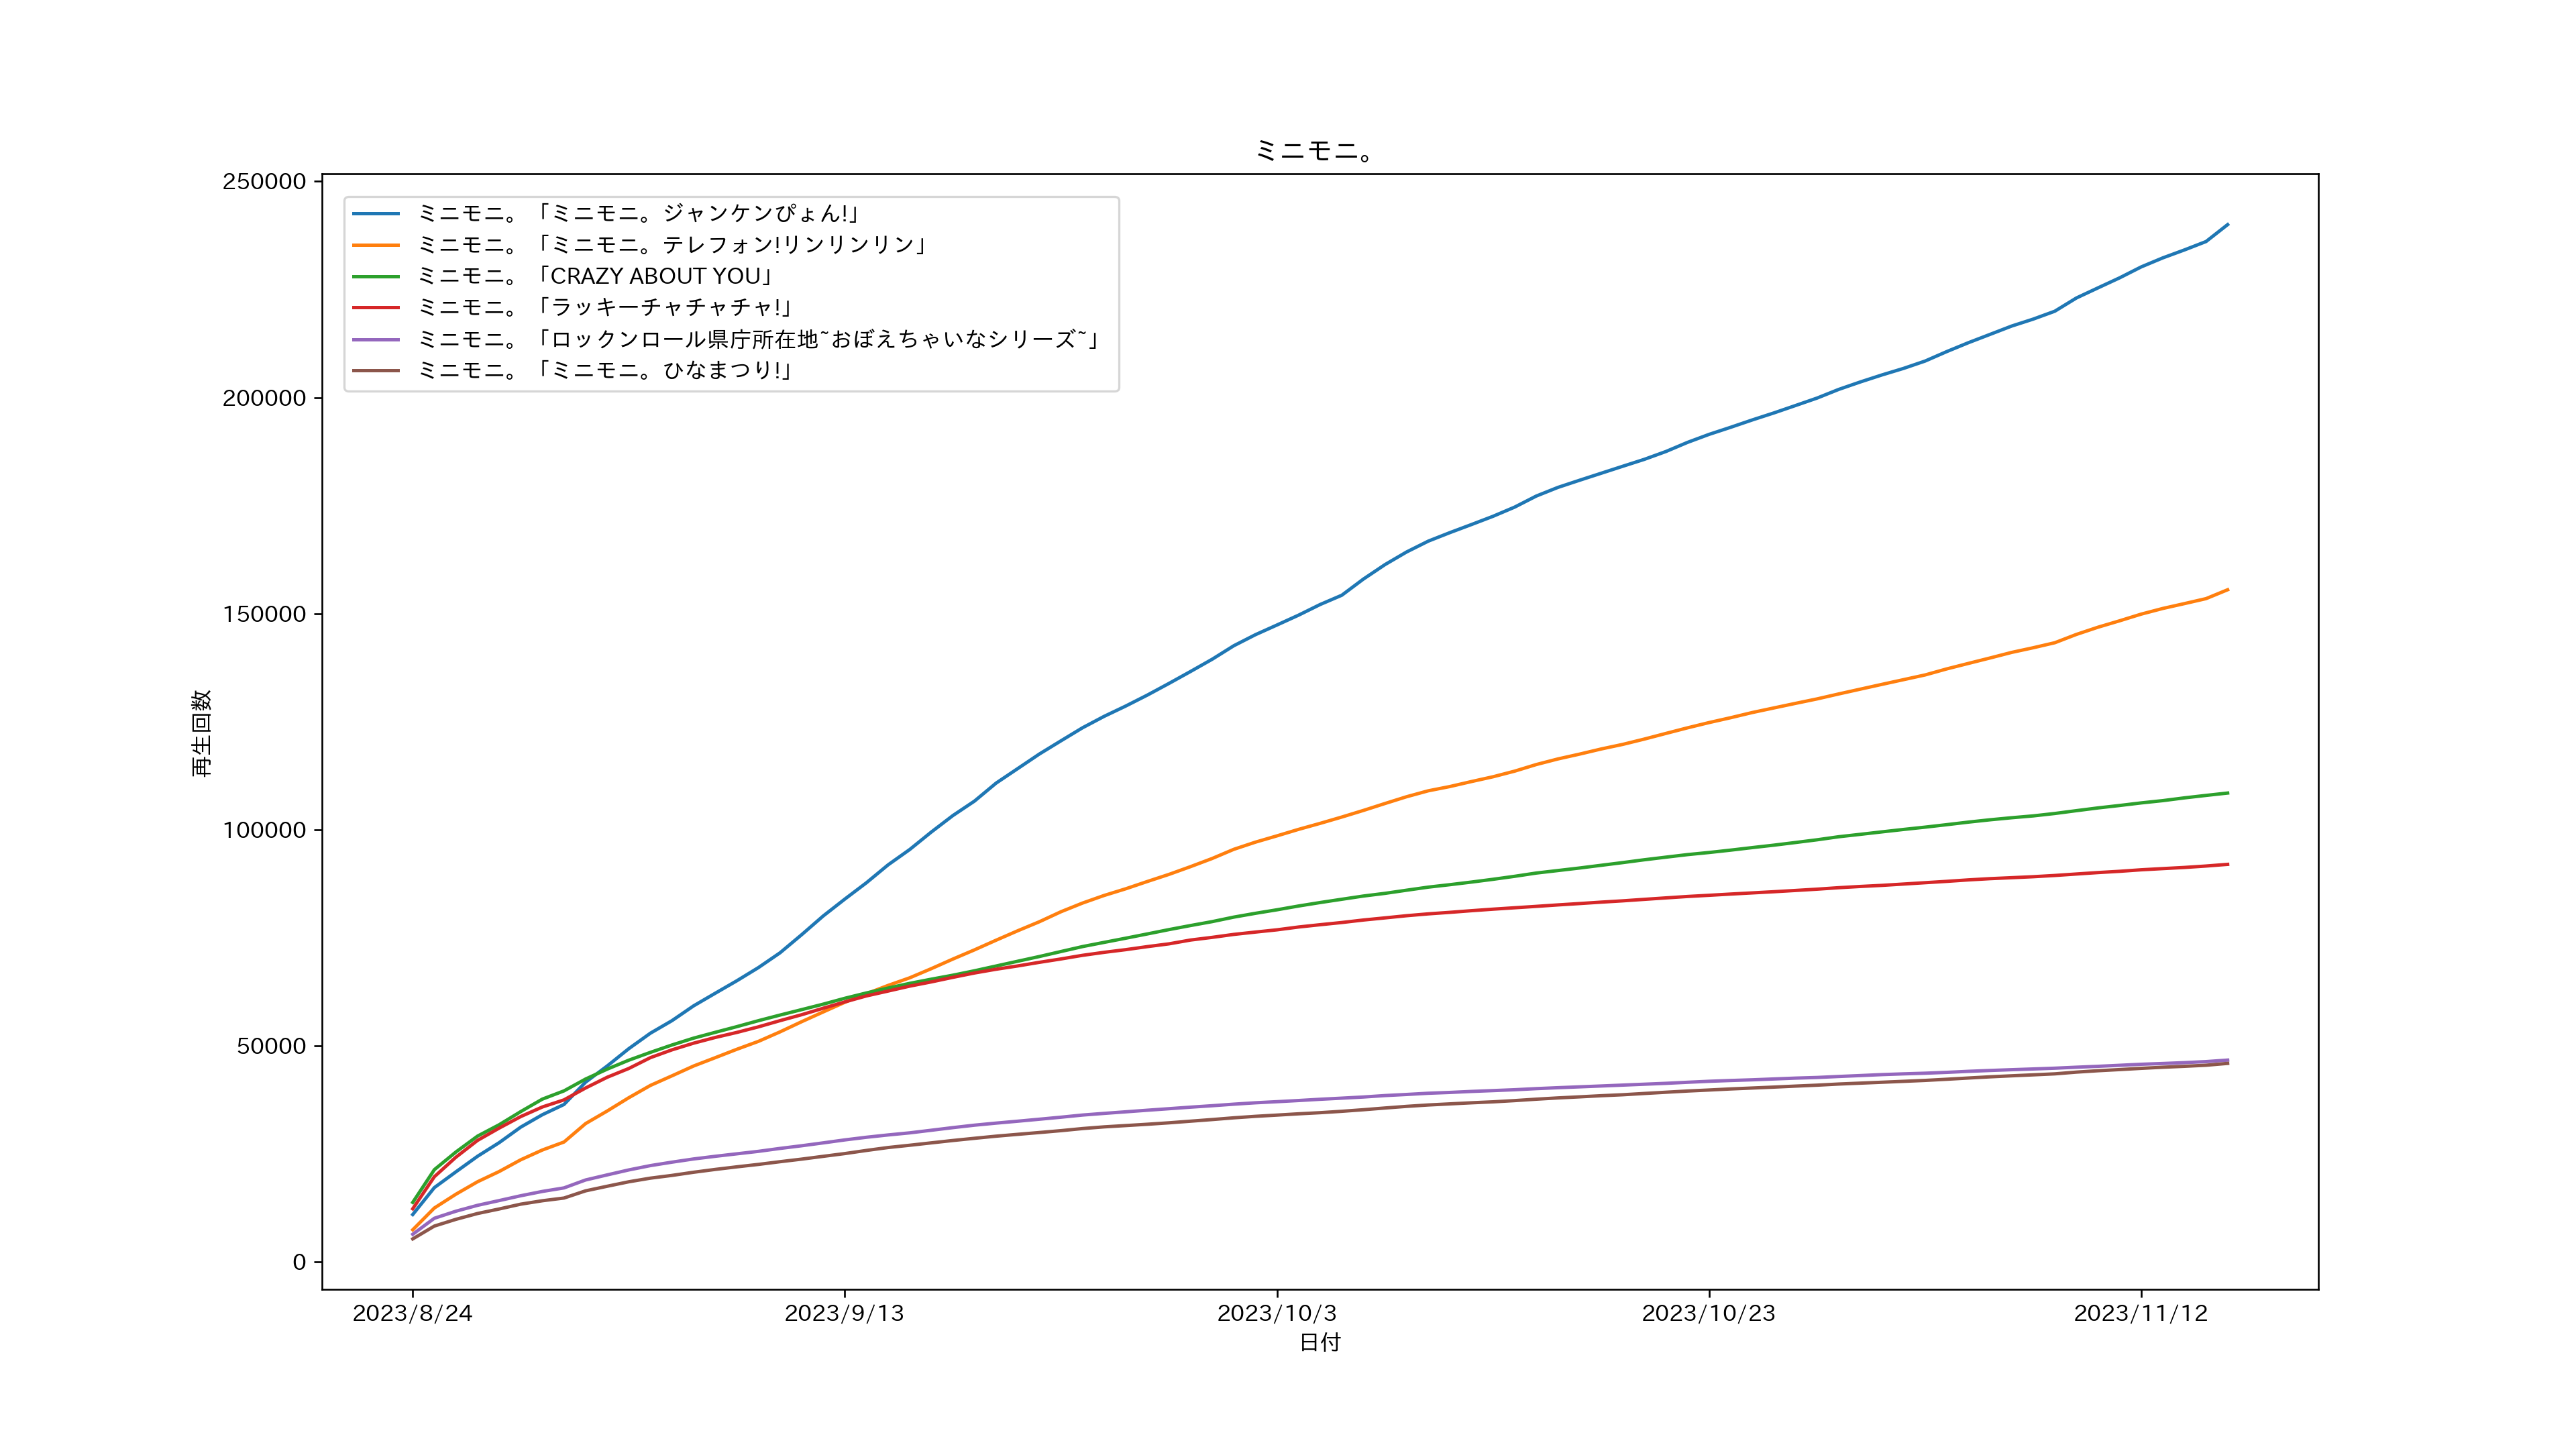 ミニモニ。
250000
200000
150000
100000
50000
0
再生回数
ミニモニ。「ミニモニ。ジャンケンぴょん!」
ミニモニ。「ミニモニ。テレフォン!リンリンリン」
ミニモニ。「CRAZY ABOUT YOU」
ミニモニ。「ラッキーチャチャチャ!」
ミニモニ。「ロックンロール県庁所在地~おぼえちゃいなシリーズ~」
ミニモニ。「ミニモニ。ひなまつり!」
2023/8/24
2023/9/13
2023/10/3
2023/10/23
2023/11/12
日付